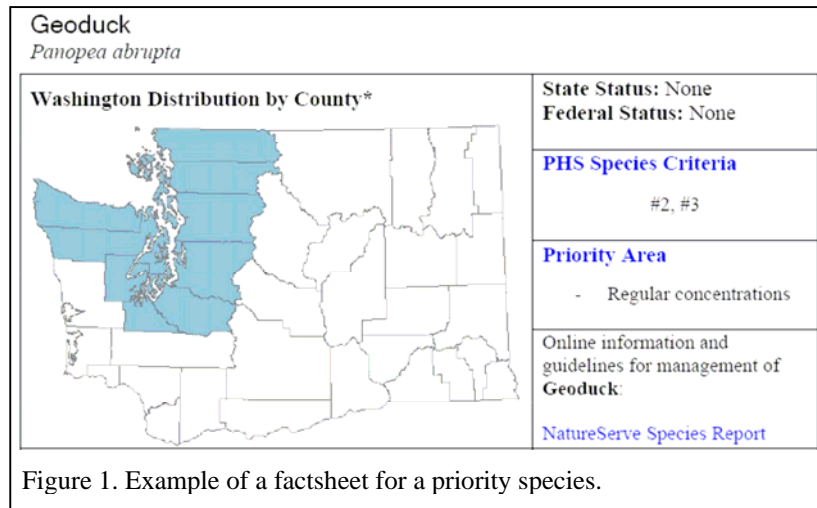 Geoduck
Panopea abrupta
Washington Distribution by County*
State Status: None
Federal Status: None
PHS Species Criteria
#2, #3
Priority Area
- Regular concentrations
Online information and
guidelines for management of
Geoduck:
NatureServe Species Report
Figure 1. Example of a factsheet for a priority species.